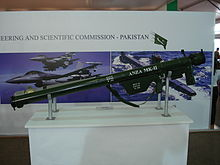 EERING AND SCIENTIFIC COMMISSION - PAKISTAN
ANZA MK-II